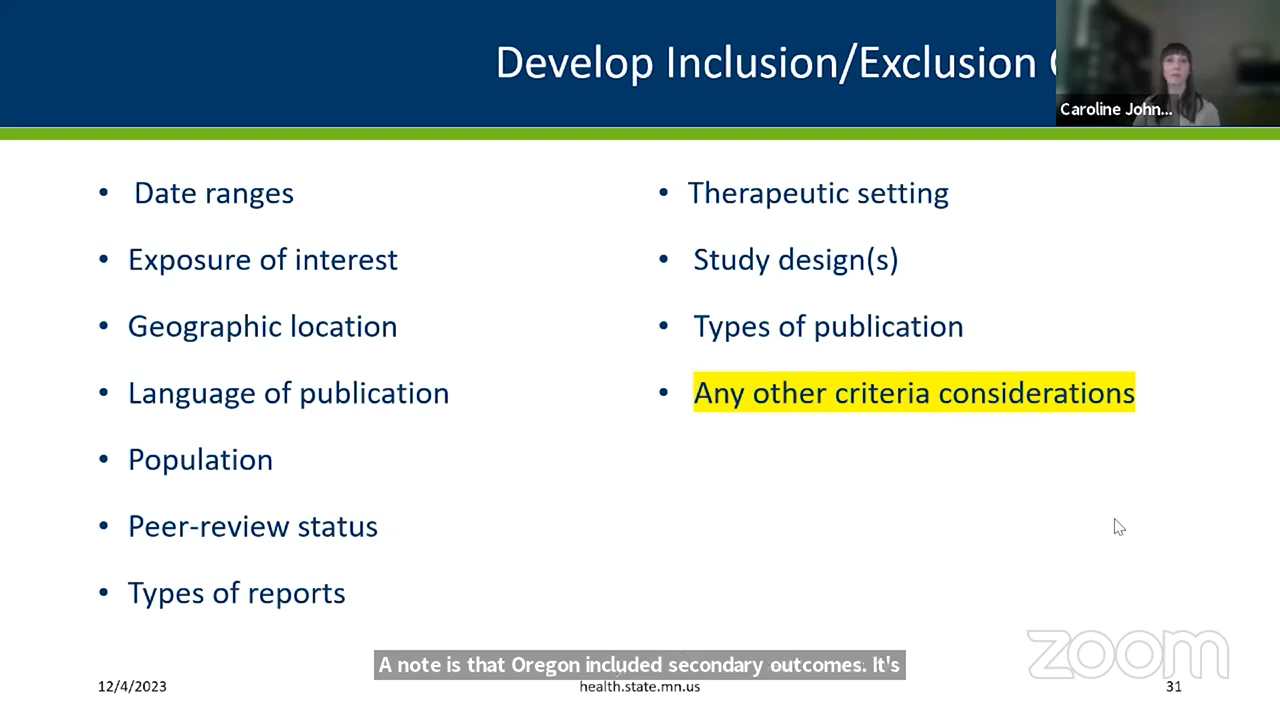 Develop Inclusion/Exclusion
Caroline John...
• Date ranges
• Exposure of interest
• Geographic location
• Language of publication
• Population
• Peer-review status
• Types of reports
• Therapeutic setting
• Study design(s)
• Types of publication
• Any other criteria considerations
A note is that Oregon included secondary outcomes. It's
zoom
12/4/2023
health.state.mn.us
31